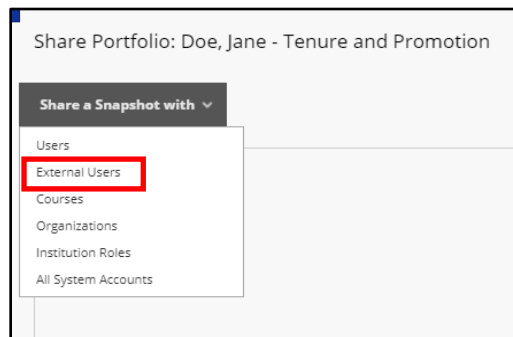 Share Portfolio: Doe, Jane - Tenure and Promotion
Share a Snapshot with
Users
External Users
Courses
Organizations
Institution Roles
All System Accounts